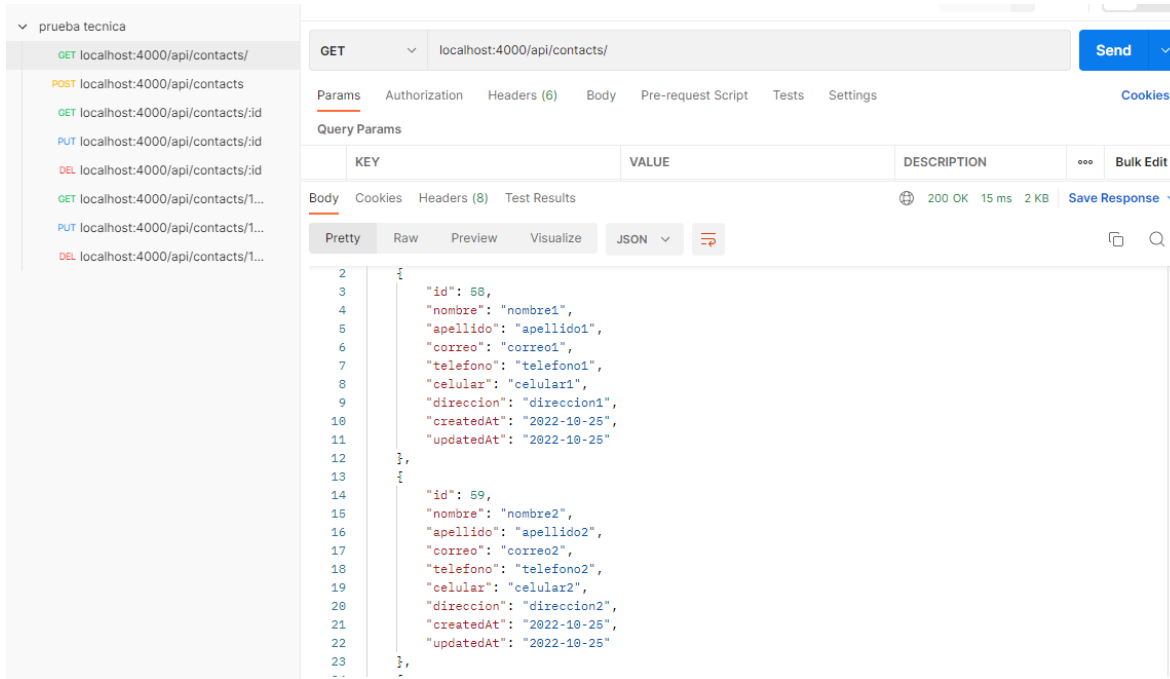 prueba tecnica
GET localhost:4000/api/contacts/
POST localhost:4000/api/contacts
GET localhost:4000/api/contacts/:id
PUT localhost:4000/api/contacts/:id
DEL localhost:4000/api/contacts/:id
GET localhost:4000/api/contacts/1...
PUT localhost:4000/api/contacts/1...
DEL localhost:4000/api/contacts/1...
GET localhost:4000/api/contacts/ Send
Params Authorization Headers (6) Body Pre-request Script Tests Settings Cookies
Query Params
KEY VALUE DESCRIPTION ooo Bulk Edit
Body Cookies Headers (8) Test Results 200 OK 15 ms 2 KB Save Response
Pretty Raw Preview Visualize JSON
2 {
3 "id": 58,
4 "nombre": "nombre1",
5 "apellido": "apellido1",
6 "correo": "correo1",
7 "telefono": "telefono1",
8 "celular": "celular1",
9 "direccion": "direccion1",
10 "createdAt": "2022-10-25",
11 "updatedAt": "2022-10-25"
12 },
13 {
14 "id": 59,
15 "nombre": "nombre2",
16 "apellido": "apellido2",
17 "correo": "correo2",
18 "telefono": "telefono2",
19 "celular": "celular2",
20 "direccion": "direccion2",
21 "createdAt": "2022-10-25",
22 "updatedAt": "2022-10-25"
23 },